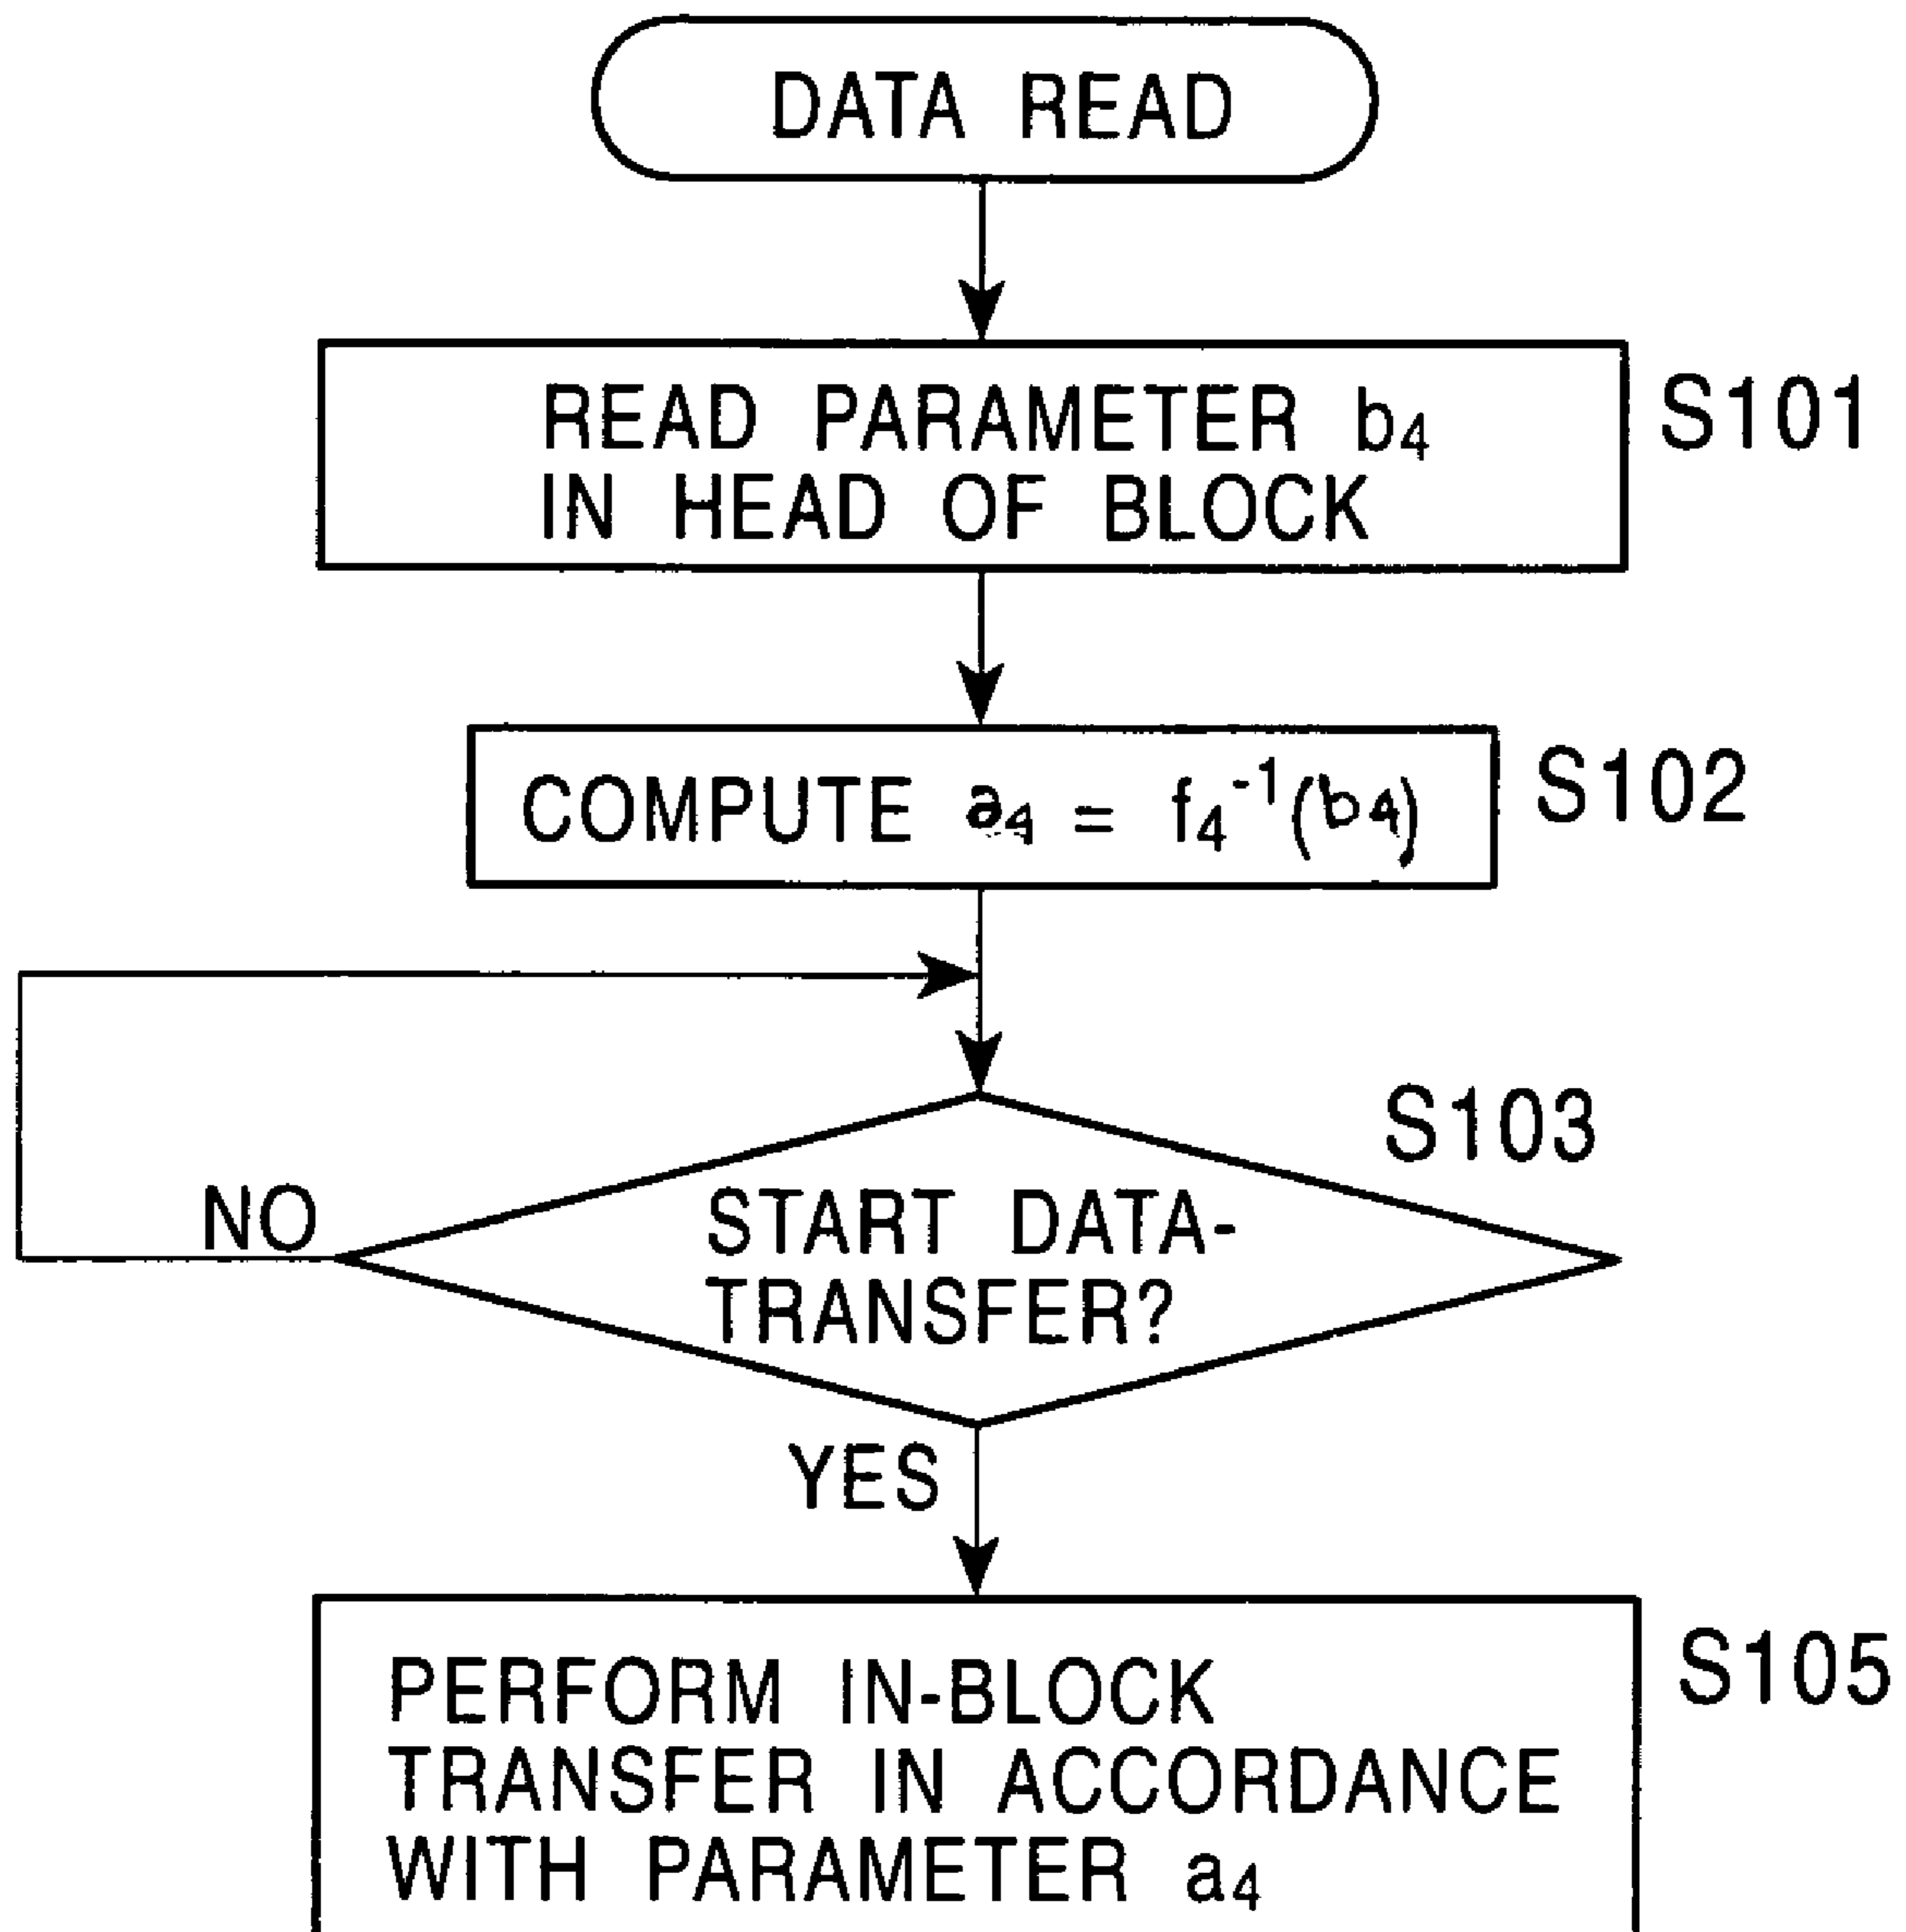 DATA READ
READ PARAMETER b₄
IN HEAD OF BLOCK
S101
COMPUTE a₄ = f₄⁻¹(b₄)
S102
S103
NO
START DATA-
TRANSFER?
YES
PERFORM IN-BLOCK
TRANSFER IN ACCORDANCE
WITH PARAMETER a₄
S105